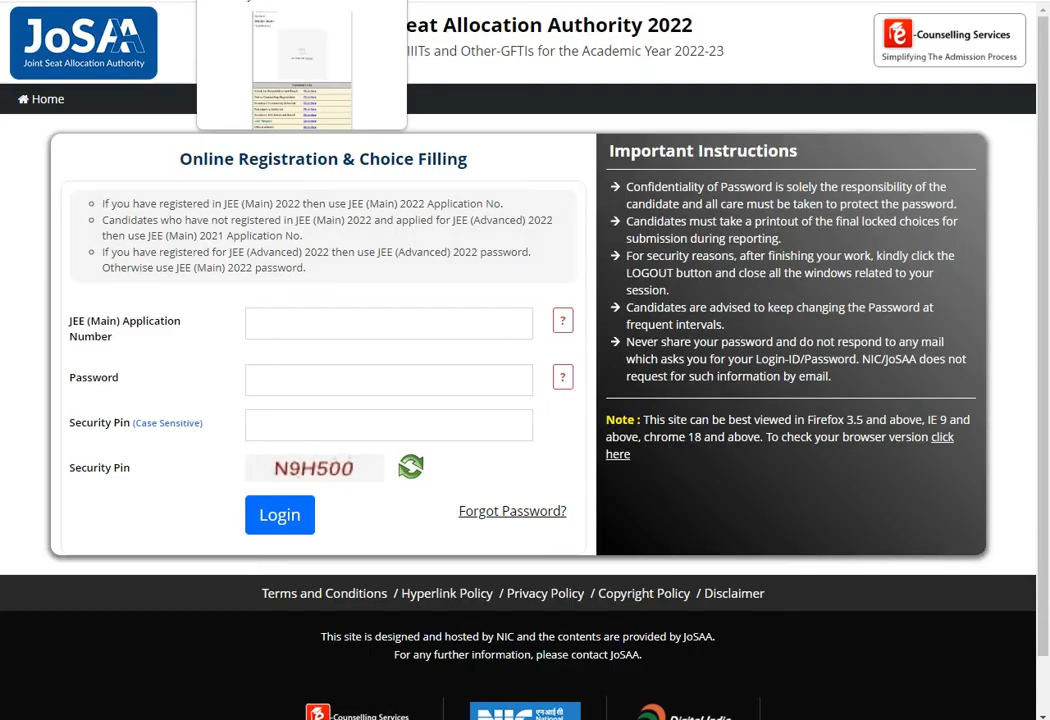 JoSAA
Joint Seat Allocation Authority
eat Allocation Authority 2022
IIITs and Other-GFTIs for the Academic Year 2022-23
e-Counselling Services
Simplifying The Admission Process
Home
Online Registration & Choice Filling
If you have registered in JEE (Main) 2022 then use JEE (Main) 2022 Application No.
Candidates who have not registered in JEE (Main) 2022 and applied for JEE (Advanced) 2022
then use JEE (Main) 2021 Application No.
If you have registered for JEE (Advanced) 2022 then use JEE (Advanced) 2022 password.
Otherwise use JEE (Main) 2022 password.
JEE (Main) Application
Number
?
Password
?
Security Pin (Case Sensitive)
Security Pin
N9H500
Login
Forgot Password?
Important Instructions
Confidentiality of Password is solely the responsibility of the
candidate and all care must be taken to protect the password.
Candidates must take a printout of the final locked choices for
submission during reporting.
For security reasons, after finishing your work, kindly click the
LOGOUT button and close all the windows related to your
session.
Candidates are advised to keep changing the Password at
frequent intervals.
Never share your password and do not respond to any mail
which asks you for your Login-ID/Password. NIC/JoSAA does not
request for such information by email.
Note : This site can be best viewed in Firefox 3.5 and above, IE 9 and
above, chrome 18 and above. To check your browser version click
here
Terms and Conditions / Hyperlink Policy / Privacy Policy / Copyright Policy / Disclaimer
This site is designed and hosted by NIC and the contents are provided by JoSAA.
For any further information, please contact JoSAA.
e-Counselling Services
NIC एन आई सी
National
Digital India